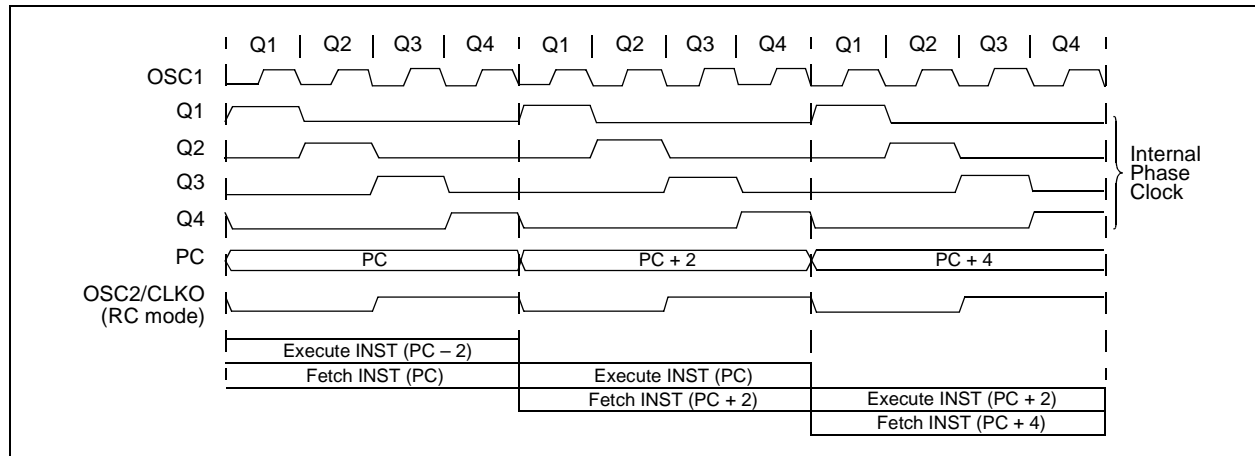 Q1 Q2 Q3 Q4 Q1 Q2 Q3 Q4 Q1 Q2 Q3 Q4
OSC1
Q1
Q2
Q3
Q4
Internal
Phase
Clock
PC PC PC + 2 PC + 4
OSC2/CLKO
(RC mode)
Execute INST (PC – 2)
Fetch INST (PC) Execute INST (PC)
Fetch INST (PC + 2) Execute INST (PC + 2)
Fetch INST (PC + 4)